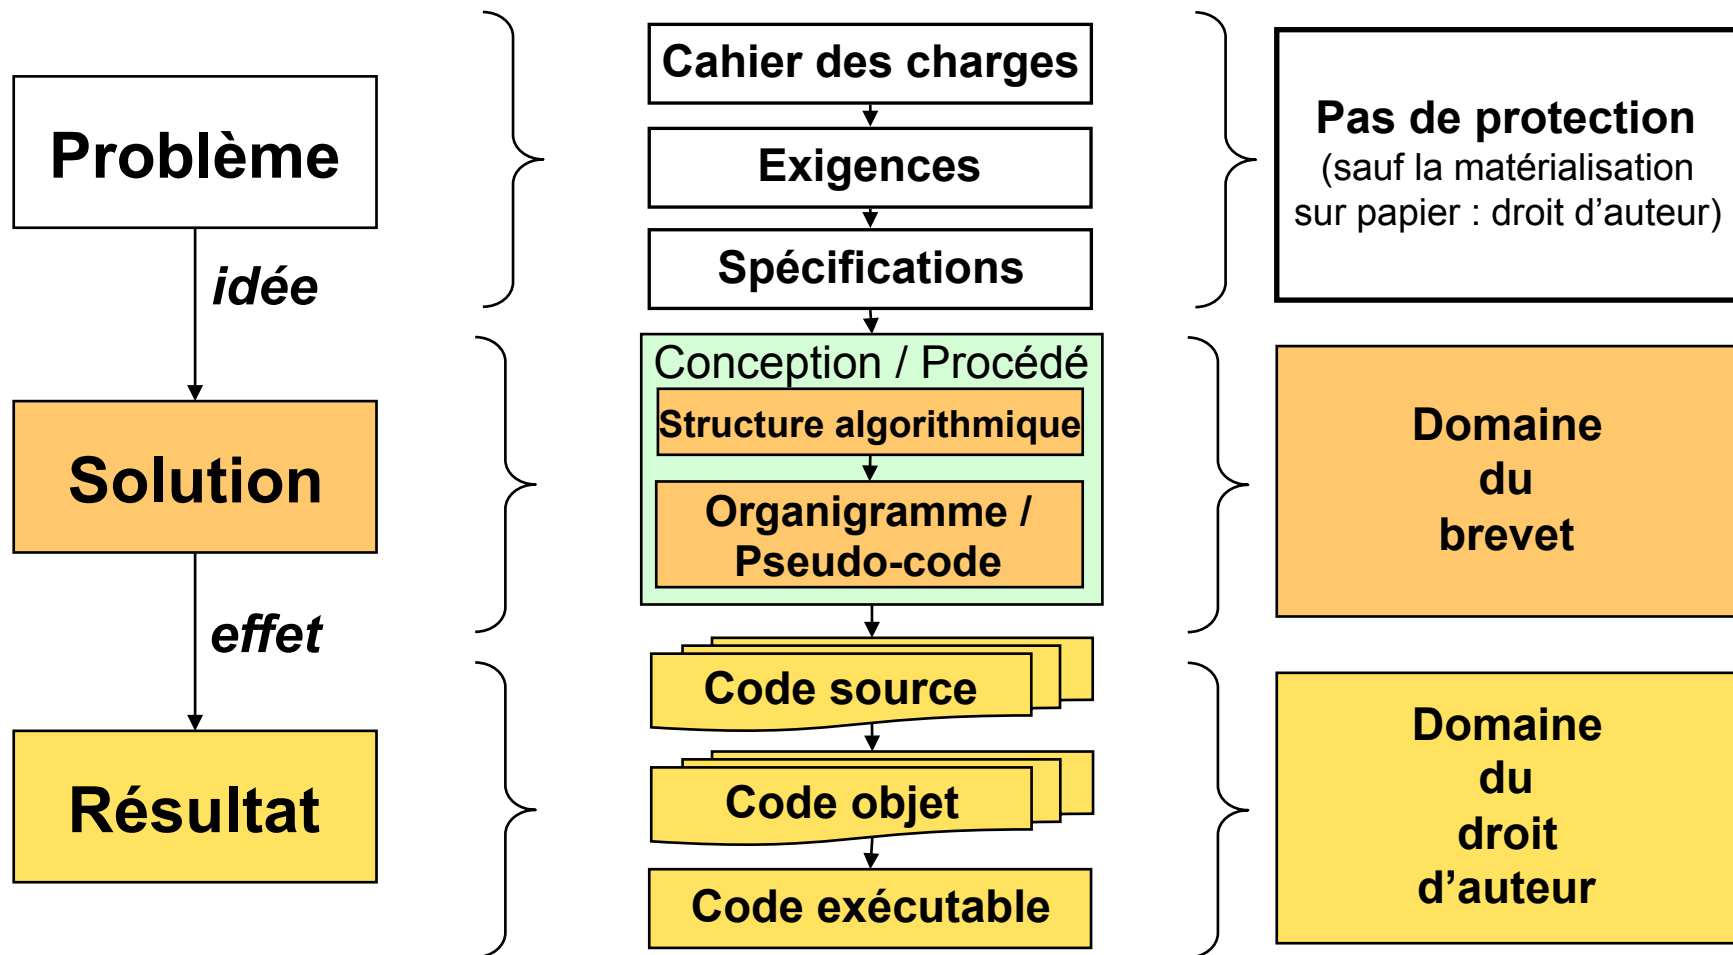 Problème
idée
Solution
effet
Résultat
Cahier des charges
Exigences
Spécifications
Conception / Procédé
Structure algorithmique
Organigramme /
Pseudo-code
Code source
Code objet
Code exécutable
Pas de protection
(sauf la matérialisation
sur papier : droit d’auteur)
Domaine
du
brevet
Domaine
du
droit
d’auteur